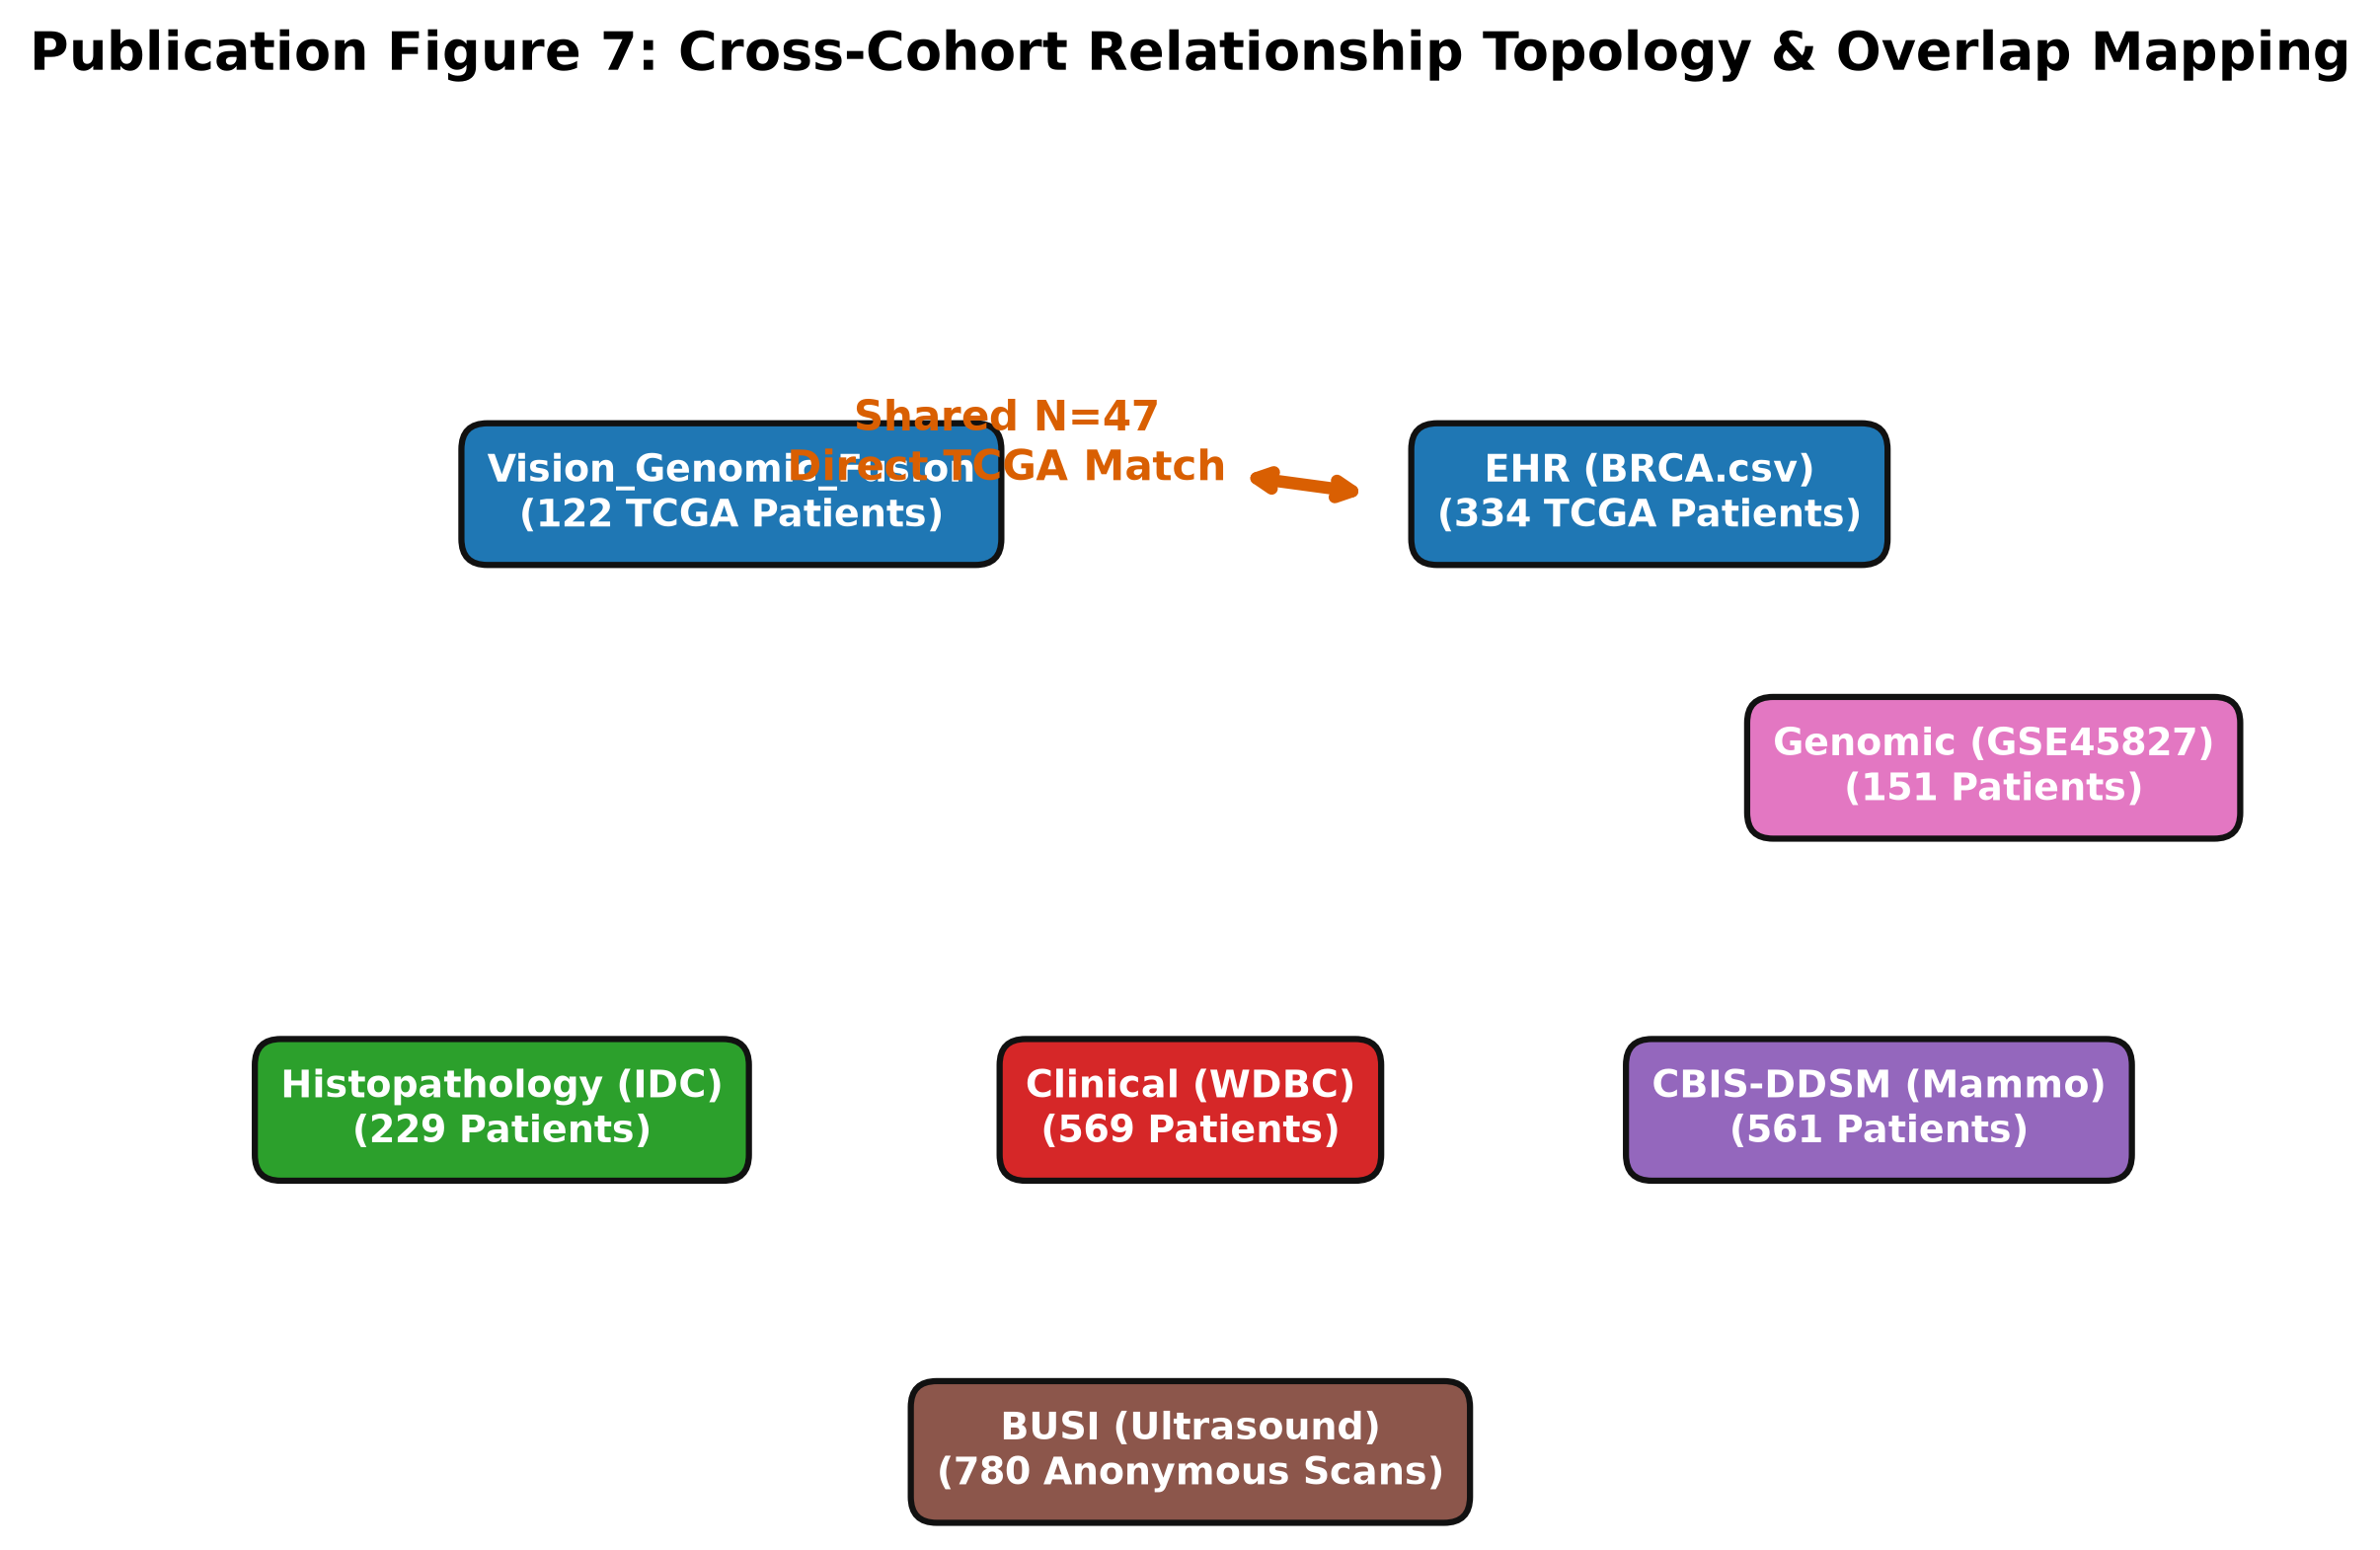 Publication Figure 7: Cross-Cohort Relationship Topology & Overlap Mapping
Shared N=47
Direct TCGA Match
Vision_Genomic_Fusion
(122 TCGA Patients)
EHR (BRCA.csv)
(334 TCGA Patients)
Genomic (GSE45827)
(151 Patients)
Histopathology (IDC)
(229 Patients)
Clinical (WDBC)
(569 Patients)
CBIS-DDSM (Mammo)
(561 Patients)
BUSI (Ultrasound)
(780 Anonymous Scans)